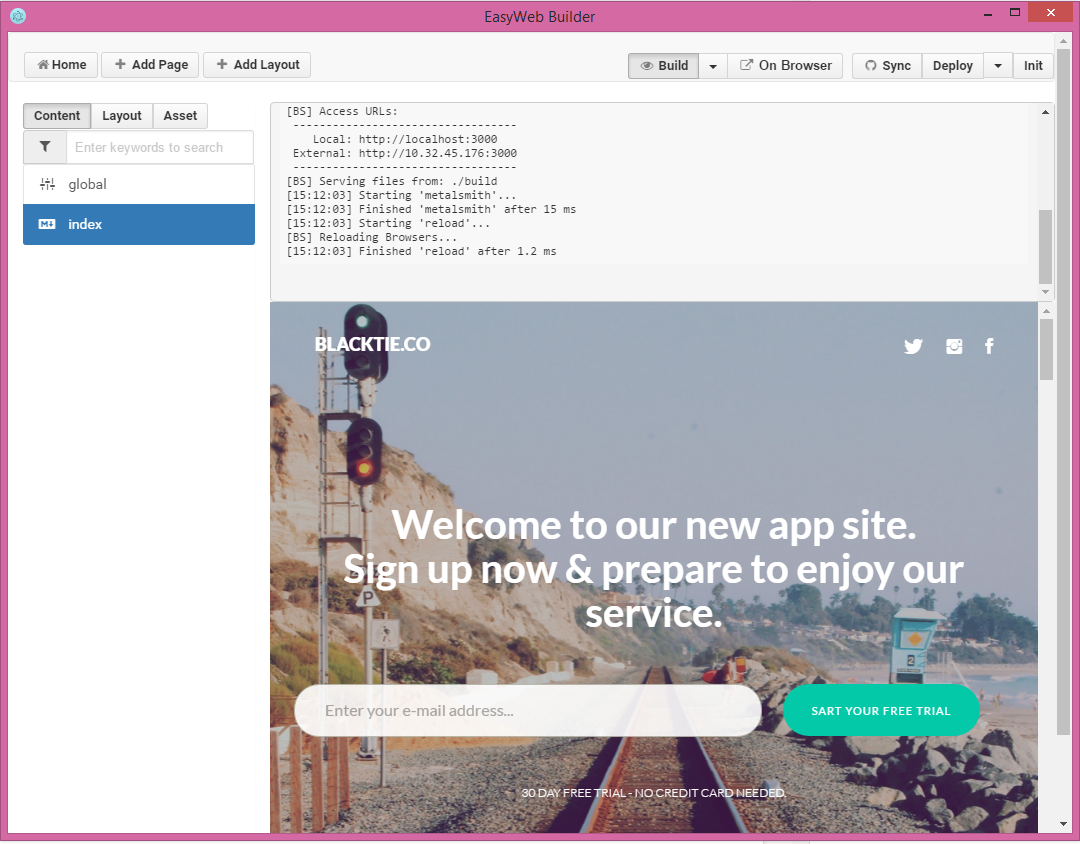 EasyWeb Builder
Home Add Page Add Layout Build On Browser Sync Deploy Init
Content Layout Asset
Enter keywords to search
global
index
[BS] Access URLs:
----------------------------------
Local: http://localhost:3000
External: http://10.32.45.176:3000
----------------------------------
[BS] Serving files from: ./build
[15:12:03] Starting 'metalsmith'...
[15:12:03] Finished 'metalsmith' after 15 ms
[15:12:03] Starting 'reload'...
[BS] Reloading Browsers...
[15:12:03] Finished 'reload' after 1.2 ms
BLACKTIE.CO
Welcome to our new app site.
Sign up now & prepare to enjoy our
service.
P
2
Enter your e-mail address...
SART YOUR FREE TRIAL
30 DAY FREE TRIAL - NO CREDIT CARD NEEDED.